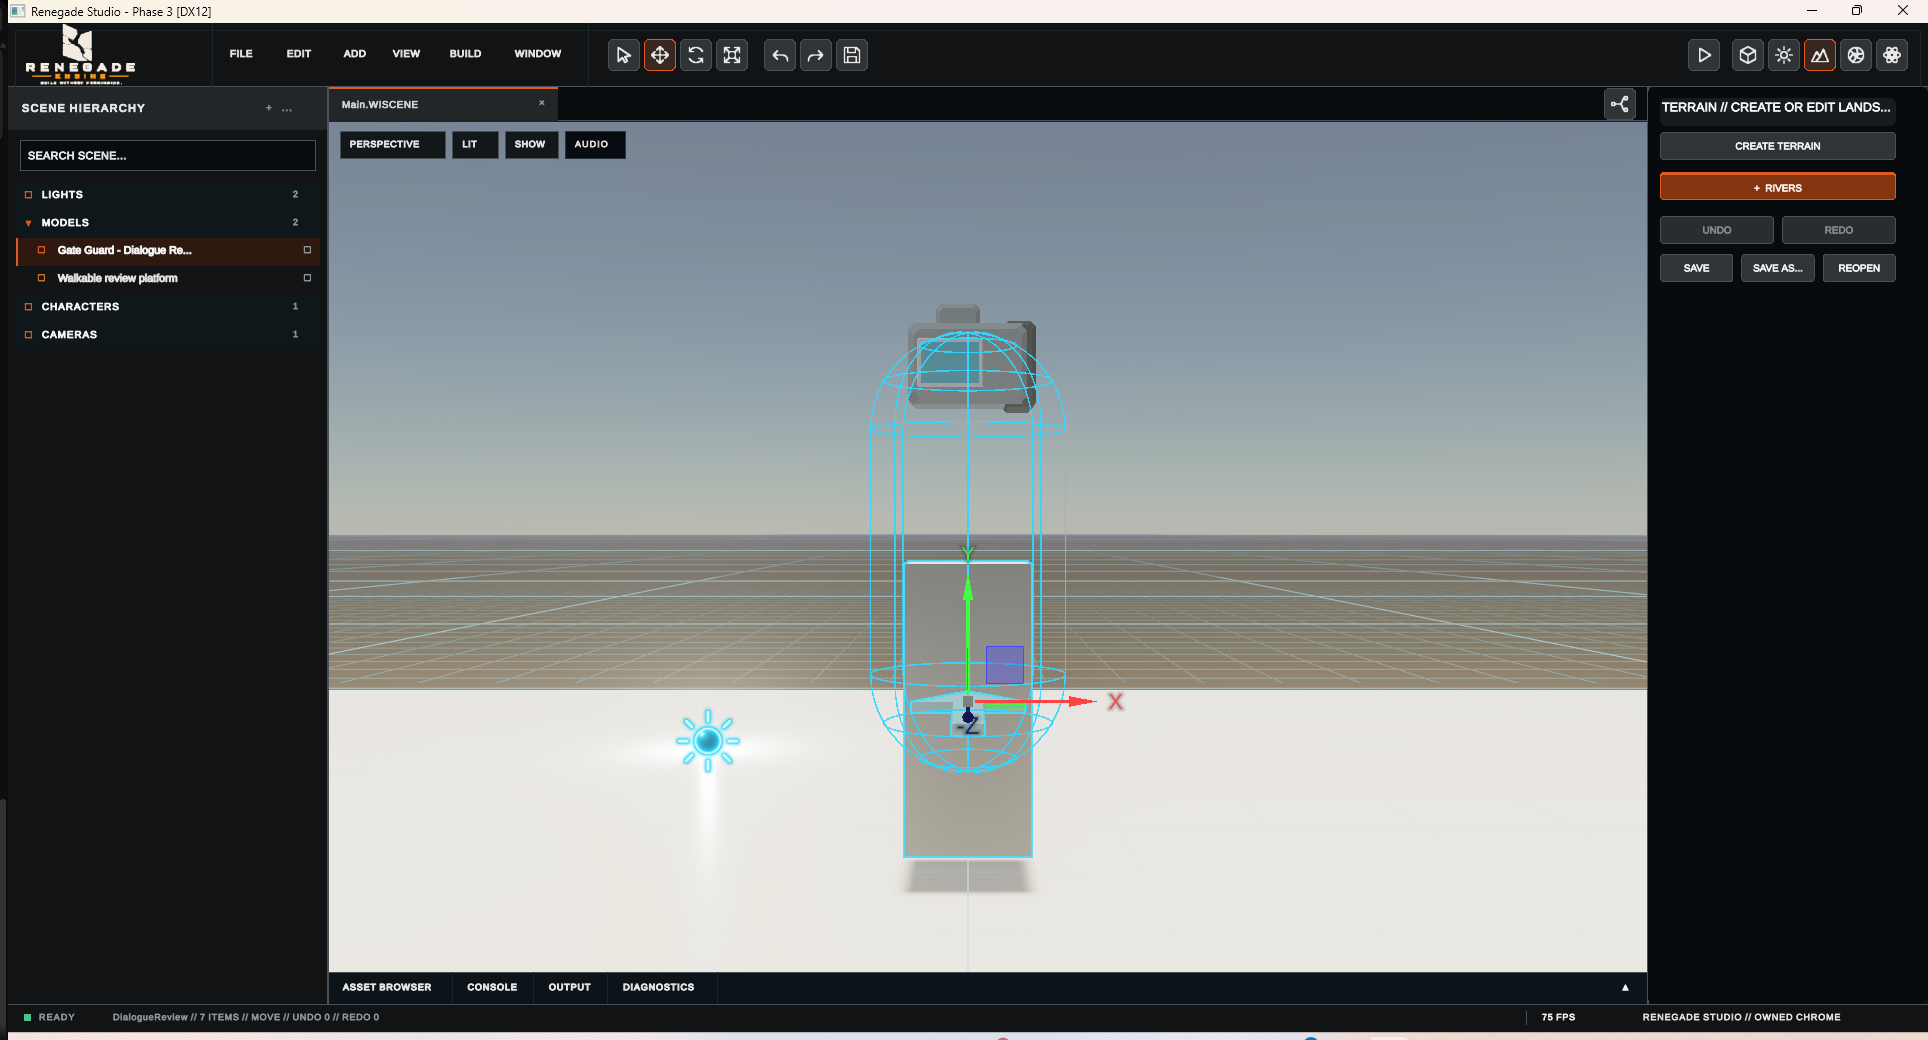 Renegade Studio - Phase 3 [DX12]
RENEGADE
ENGINE
FILE EDIT ADD VIEW BUILD WINDOW
SCENE HIERARCHY + ...
Main.WISCENE ×
TERRAIN // CREATE OR EDIT LANDS...
SEARCH SCENE...
PERSPECTIVE LIT SHOW AUDIO
CREATE TERRAIN
+ RIVERS
LIGHTS 2
MODELS 2
Gate Guard - Dialogue Re...
Walkable review platform
CHARACTERS 1
CAMERAS 1
UNDO REDO
SAVE SAVE AS... REOPEN
Y
X
-Z
ASSET BROWSER CONSOLE OUTPUT DIAGNOSTICS
READY DialogueReview // 7 ITEMS // MOVE // UNDO 0 // REDO 0 75 FPS RENEGADE STUDIO // OWNED CHROME